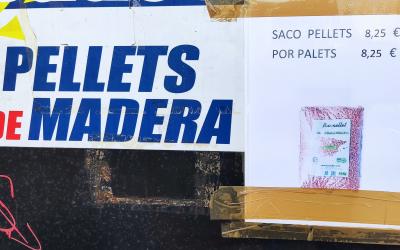 PELLETS
DE MADERA
SACO PELLETS 8,25 €
POR PALETS 8,25 €